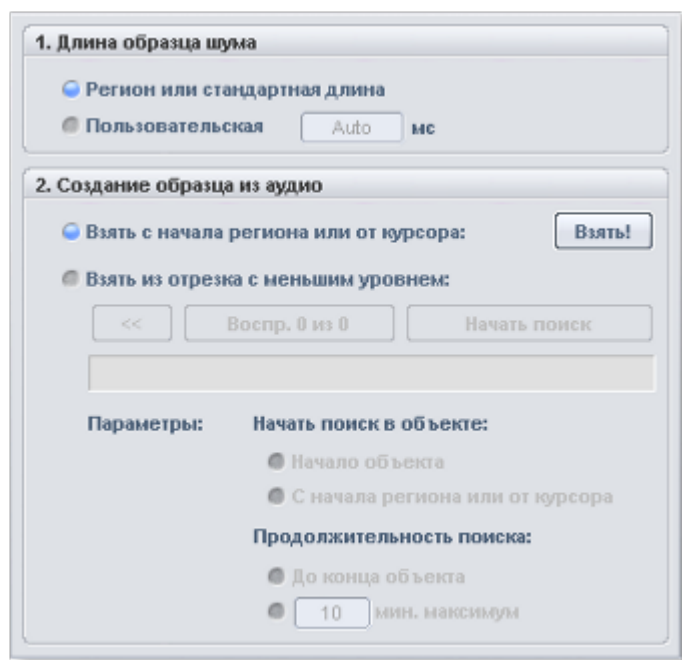 1. Длина образца шума
Регион или стандартная длина
Пользовательская Auto мс
2. Создание образца из аудио
Взять с начала региона или от курсора: Взять!
Взять из отрезка с меньшим уровнем:
<< Воспр. 0 из 0 Начать поиск
Параметры: Начать поиск в объекте:
Начало объекта
С начала региона или от курсора
Продолжительность поиска:
До конца объекта
10 мин. максимум